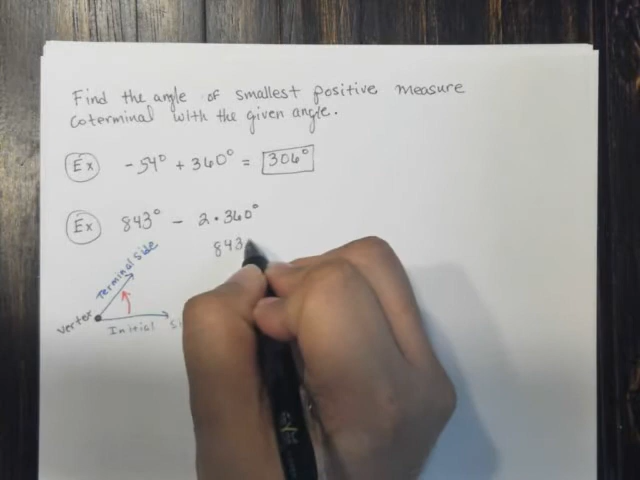 Find the angle of smallest positive measure
coterminal with the given angle.
Ex -54° + 360° = 306°
Ex 843° - 2 • 360°
843
Terminal Side
Vertex
Initial